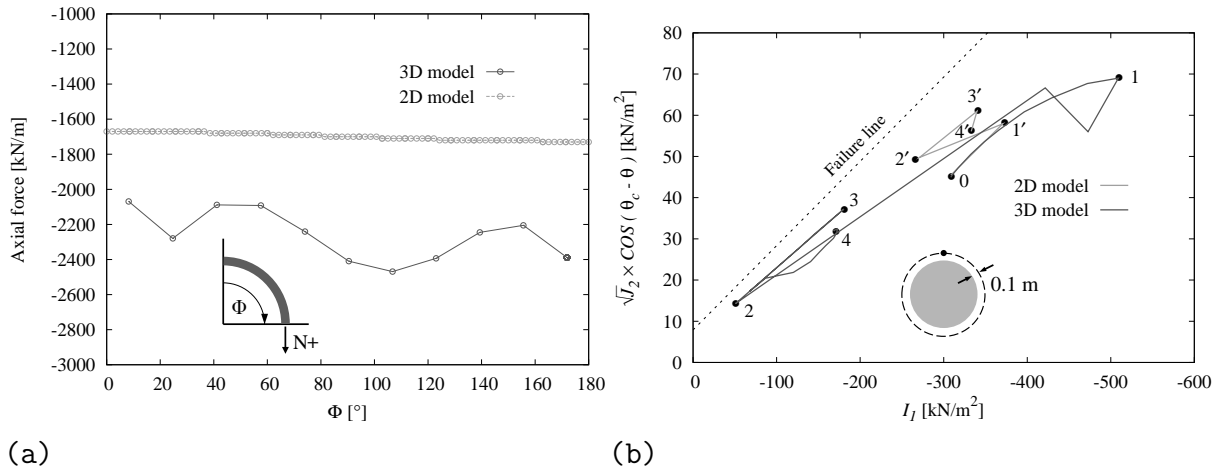 -1000
-1200
-1400
-1600
-1800
-2000
-2200
-2400
-2600
-2800
-3000
Axial force [kN/m]
3D model
2D model
Φ
N+
0 20 40 60 80 100 120 140 160 180
Φ [°]
(a)
80
70
60
50
40
30
20
10
0
√J2 × COS ( θc - θ ) [kN/m2]
Failure line
1
3′
4′
1′
2′
0
3
4
2
2D model
3D model
0.1 m
0 -100 -200 -300 -400 -500 -600
I1 [kN/m2]
(b)